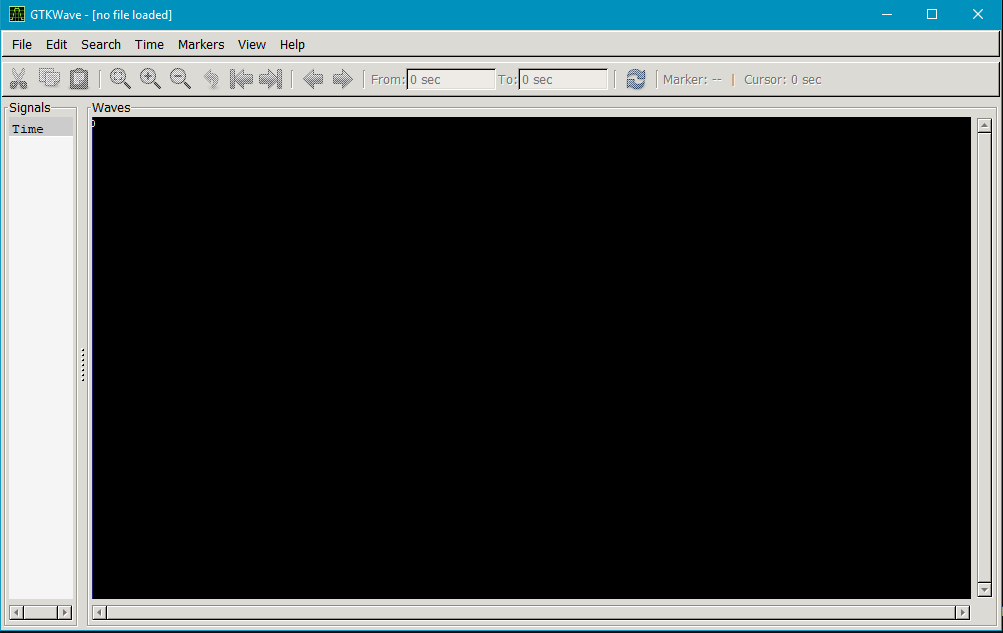 GTKWave - [no file loaded]
File Edit Search Time Markers View Help
From: 0 sec To: 0 sec Marker: -- | Cursor: 0 sec
Signals Waves
Time
0